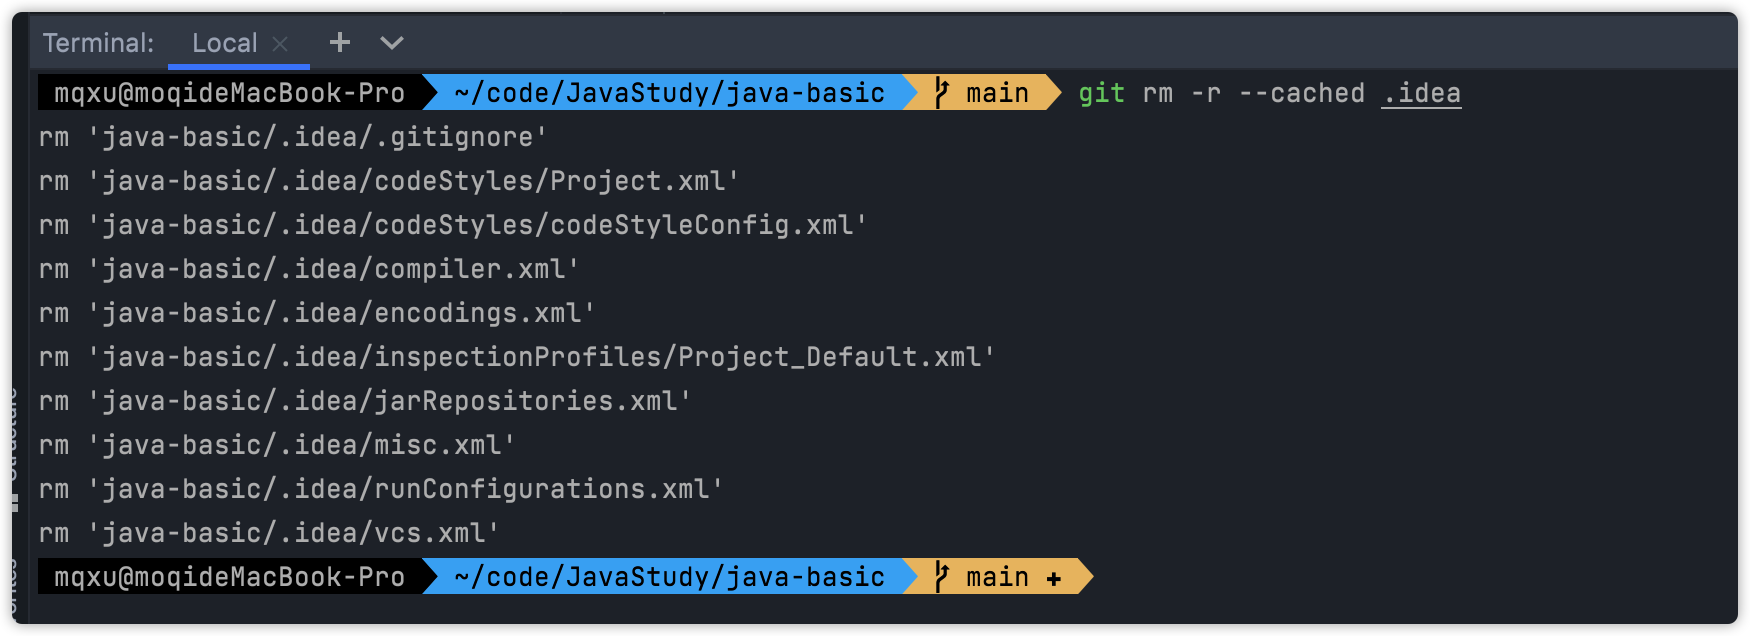 Terminal: Local × + 
mqxu@moqideMacBook-Pro ~/code/JavaStudy/java-basic main git rm -r --cached .idea
rm 'java-basic/.idea/.gitignore'
rm 'java-basic/.idea/codeStyles/Project.xml'
rm 'java-basic/.idea/codeStyles/codeStyleConfig.xml'
rm 'java-basic/.idea/compiler.xml'
rm 'java-basic/.idea/encodings.xml'
rm 'java-basic/.idea/inspectionProfiles/Project_Default.xml'
rm 'java-basic/.idea/jarRepositories.xml'
rm 'java-basic/.idea/misc.xml'
rm 'java-basic/.idea/runConfigurations.xml'
rm 'java-basic/.idea/vcs.xml'
mqxu@moqideMacBook-Pro ~/code/JavaStudy/java-basic main +